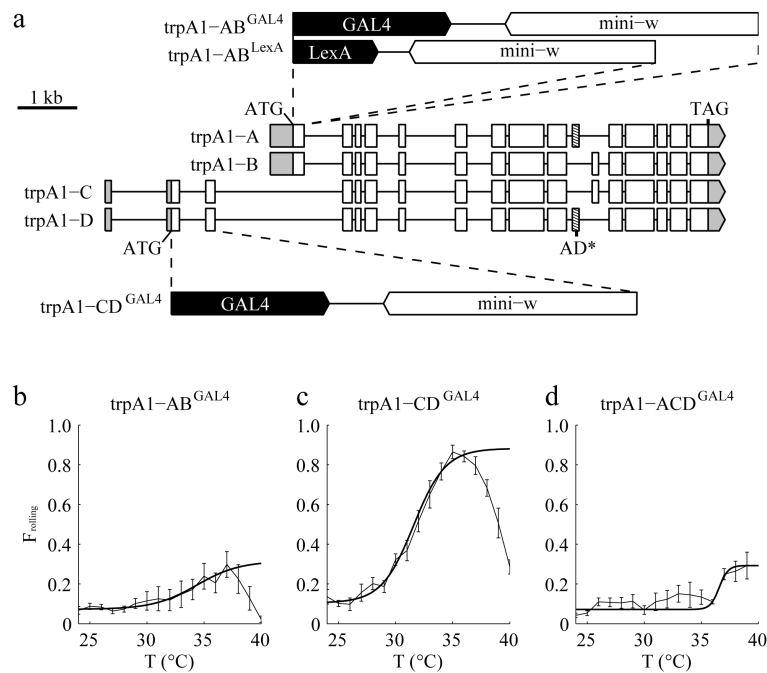 a
trpA1−AB GAL4
GAL4
mini−w
trpA1−AB LexA
LexA
mini−w
1 kb
ATG
TAG
trpA1−A
trpA1−B
trpA1−C
trpA1−D
ATG
AD*
trpA1−CD GAL4
GAL4
mini−w
b
trpA1−AB GAL4
c
trpA1−CD GAL4
d
trpA1−ACD GAL4
F rolling
1.0
0.8
0.6
0.4
0.2
0
25 30 35 40
T (°C)
1.0
0.8
0.6
0.4
0.2
0
25 30 35 40
T (°C)
1.0
0.8
0.6
0.4
0.2
0
25 30 35 40
T (°C)